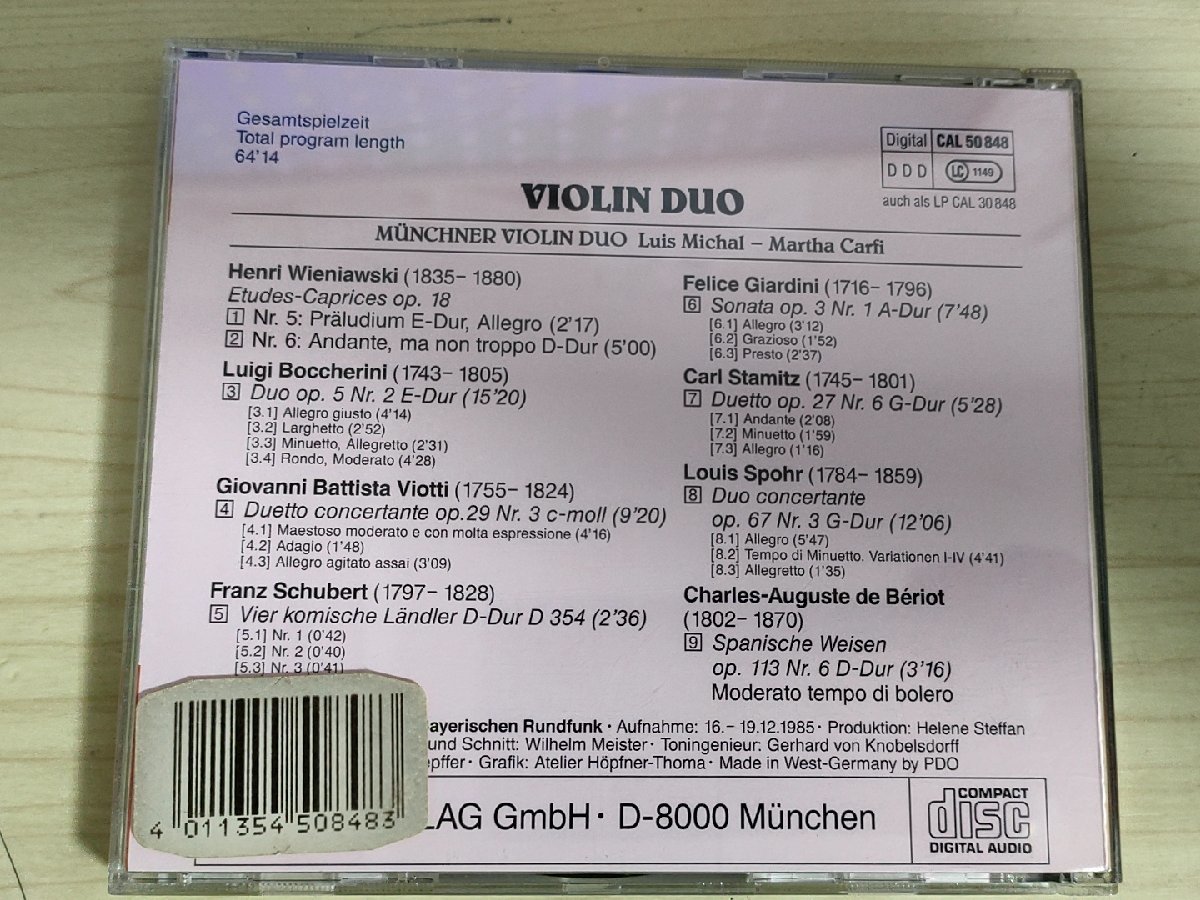 Gesamtspielzeit
Total program length
64'14
Digital CAL 50 848
D D D LC 1149
auch als LP CAL 30 848
VIOLIN DUO
MÜNCHNER VIOLIN DUO Luis Michal – Martha Carfi
Henri Wieniawski (1835– 1880)
Etudes-Caprices op. 18
1 Nr. 5: Präludium E-Dur, Allegro (2'17)
2 Nr. 6: Andante, ma non troppo D-Dur (5'00)
Luigi Boccherini (1743– 1805)
3 Duo op. 5 Nr. 2 E-Dur (15'20)
[3.1] Allegro giusto (4'14)
[3.2] Larghetto (2'52)
[3.3] Minuetto, Allegretto (2'31)
[3.4] Rondo, Moderato (4'28)
Giovanni Battista Viotti (1755– 1824)
4 Duetto concertante op.29 Nr. 3 c-moll (9'20)
[4.1] Maestoso moderato e con molta espressione (4'16)
[4.2] Adagio (1'48)
[4.3] Allegro agitato assai (3'09)
Franz Schubert (1797– 1828)
5 Vier komische Ländler D-Dur D 354 (2'36)
[5.1] Nr. 1 (0'42)
[5.2] Nr. 2 (0'40)
[5.3] Nr. 3 (0'41)
Felice Giardini (1716– 1796)
6 Sonata op. 3 Nr. 1 A-Dur (7'48)
[6.1] Allegro (3'12)
[6.2] Grazioso (1'52)
[6.3] Presto (2'37)
Carl Stamitz (1745– 1801)
7 Duetto op. 27 Nr. 6 G-Dur (5'28)
[7.1] Andante (2'08)
[7.2] Minuetto (1'59)
[7.3] Allegro (1'16)
Louis Spohr (1784– 1859)
8 Duo concertante
op. 67 Nr. 3 G-Dur (12'06)
[8.1] Allegro (5'47)
[8.2] Tempo di Minuetto. Variationen I-IV (4'41)
[8.3] Allegretto (1'35)
Charles-Auguste de Bériot
(1802– 1870)
9 Spanische Weisen
op. 113 Nr. 6 D-Dur (3'16)
Moderato tempo di bolero
ayerischen Rundfunk · Aufnahme: 16. – 19.12.1985 · Produktion: Helene Steffan
und Schnitt: Wilhelm Meister · Toningenieur: Gerhard von Knobelsdorff
epffer · Grafik: Atelier Höpfner-Thoma · Made in West-Germany by PDO
4 011354 508483
LAG GmbH · D-8000 München
COMPACT
disc
DIGITAL AUDIO